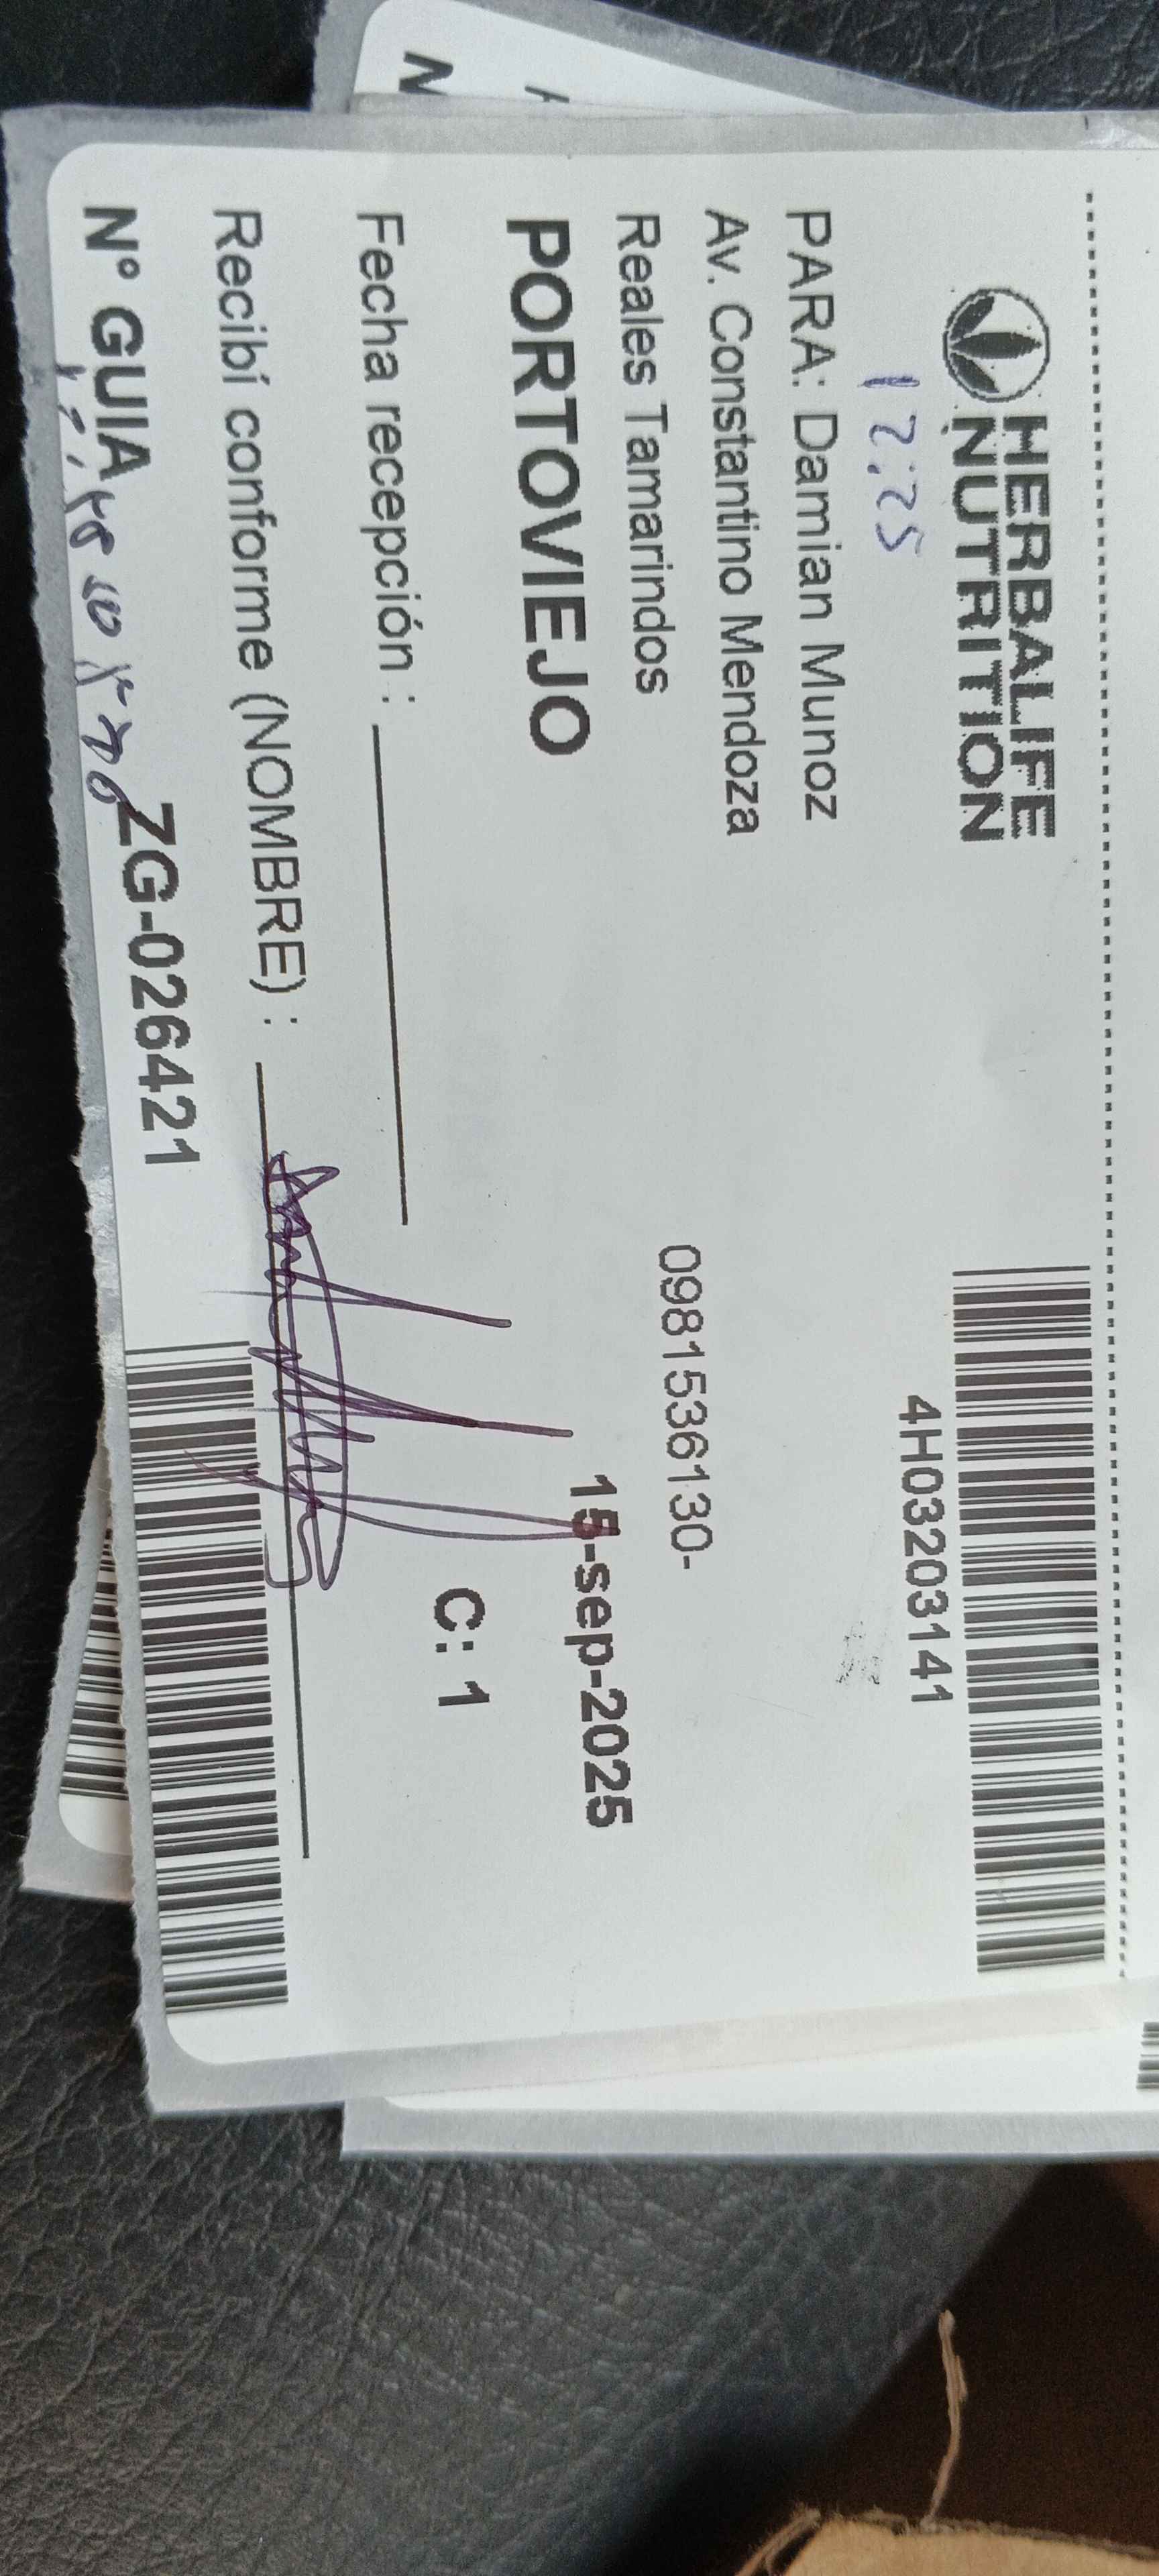 HERBALIFE
NUTRITION
4H03203141
12:25
PARA: Damian Munoz
Av. Constantino Mendoza
Reales Tamarindos
0981536130-
PORTOVIEJO
15-sep-2025
C: 1
Fecha recepción :
Recibí conforme (NOMBRE) :
N° GUIA
ZG-026421